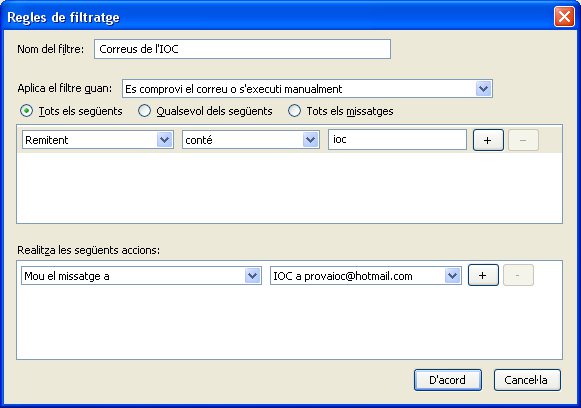 Regles de filtratge
Nom del filtre: Correus de l'IOC
Aplica el filtre quan: Es comprovi el correu o s'executi manualment
Tots els següents Qualsevol dels següents Tots els missatges
Remitent conté ioc + -
Realitza les següents accions:
Mou el missatge a IOC a provaioc@hotmail.com + -
D'acord Cancel·la